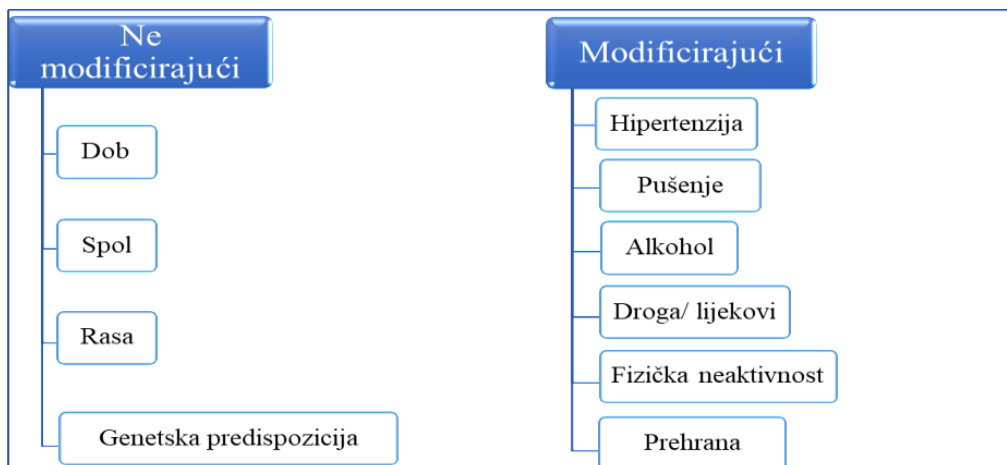 Ne
modificirajući
Dob
Spol
Rasa
Genetska predispozicija
Modificirajući
Hipertenzija
Pušenje
Alkohol
Droga/ lijekovi
Fizička neaktivnost
Prehrana